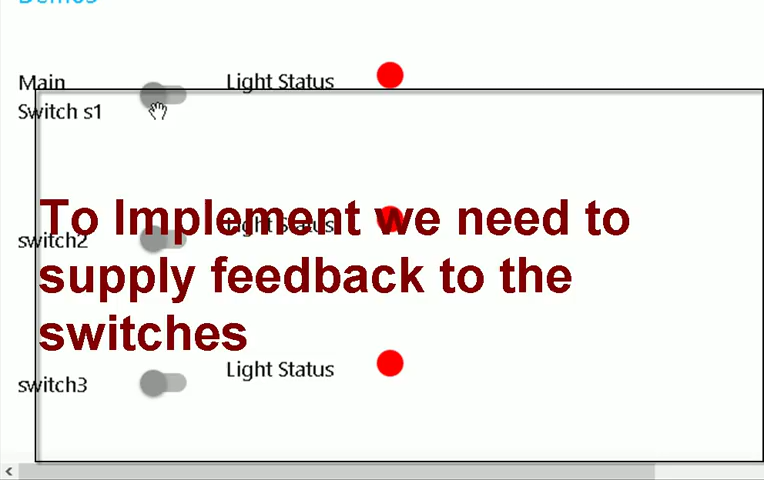 Demos
Main
Switch s1
Light Status
To Implement we need to
supply feedback to the
switches
Light Status
switch2
Light Status
switch3